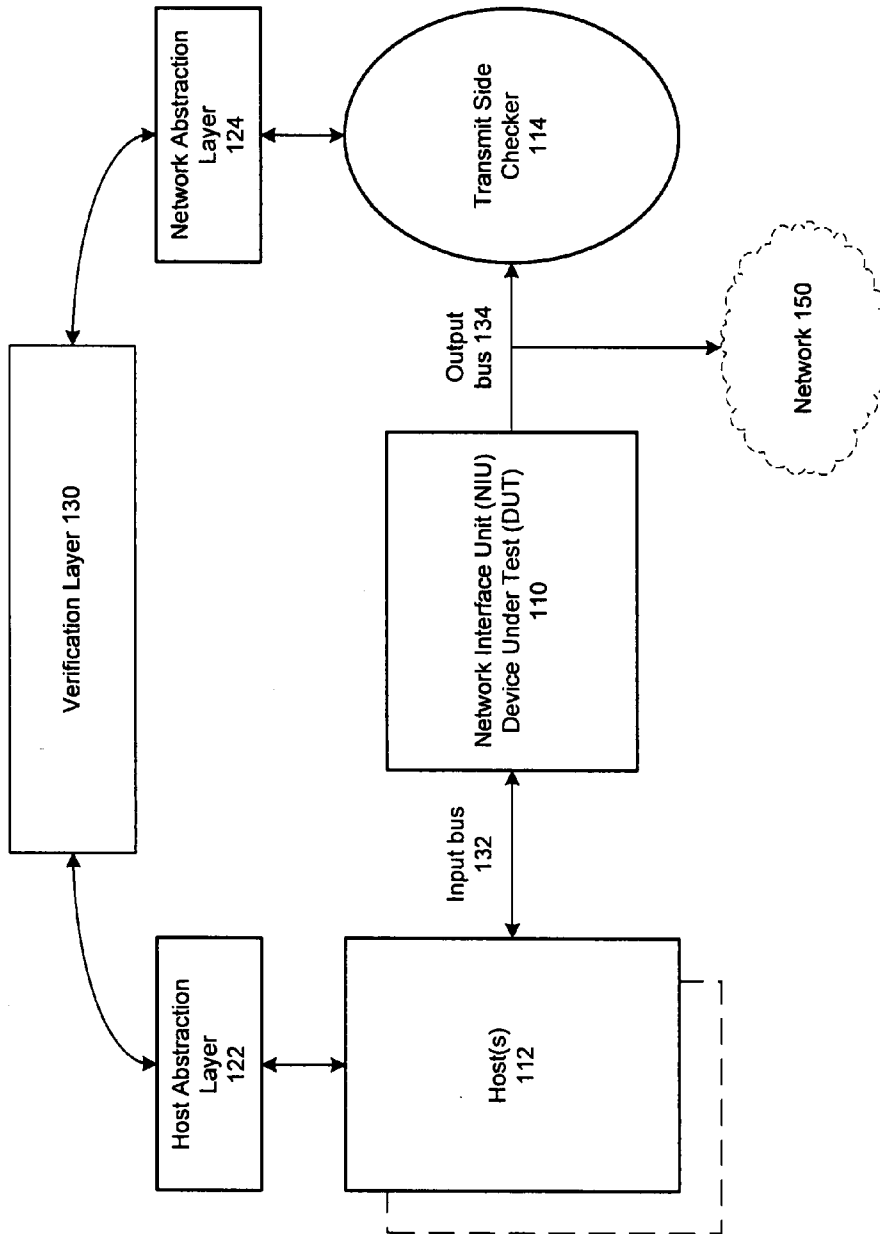 Verification Layer 130
Host Abstraction
Layer
122
Network Abstraction
Layer
124
Host(s)
112
Input bus
132
Network Interface Unit (NIU)
Device Under Test (DUT)
110
Output
bus 134
Transmit Side
Checker
114
Network 150